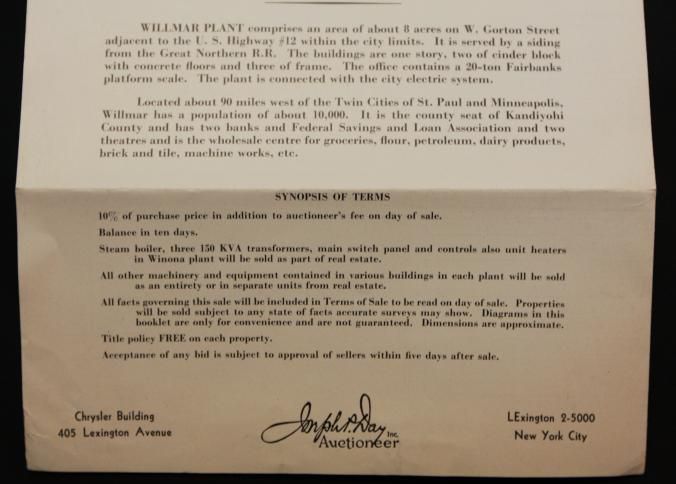 WILLMAR PLANT comprises an area of about 8 acres on W. Gorton Street
adjacent to the U. S. Highway #12 within the city limits. It is served by a siding
from the Great Northern R.R. The buildings are one story, two of cinder block
with concrete floors and three of frame. The office contains a 20-ton Fairbanks
platform scale. The plant is connected with the city electric system.
Located about 90 miles west of the Twin Cities of St. Paul and Minneapolis,
Willmar has a population of about 10,000. It is the county seat of Kandiyohi
County and has two banks and Federal Savings and Loan Association and two
theatres and is the wholesale centre for groceries, flour, petroleum, dairy products,
brick and tile, machine works, etc.
SYNOPSIS OF TERMS
10% of purchase price in addition to auctioneer's fee on day of sale.
Balance in ten days.
Steam boiler, three 150 KVA transformers, main switch panel and controls also unit heaters
in Winona plant will be sold as part of real estate.
All other machinery and equipment contained in various buildings in each plant will be sold
as an entirety or in separate units from real estate.
All facts governing this sale will be included in Terms of Sale to be read on day of sale. Properties
will be sold subject to any state of facts accurate surveys may show. Diagrams in this
booklet are only for convenience and are not guaranteed. Dimensions are approximate.
Title policy FREE on each property.
Acceptance of any bid is subject to approval of sellers within five days after sale.
Chrysler Building
405 Lexington Avenue
Joseph P. Day Inc.
Auctioneer
LExington 2-5000
New York City